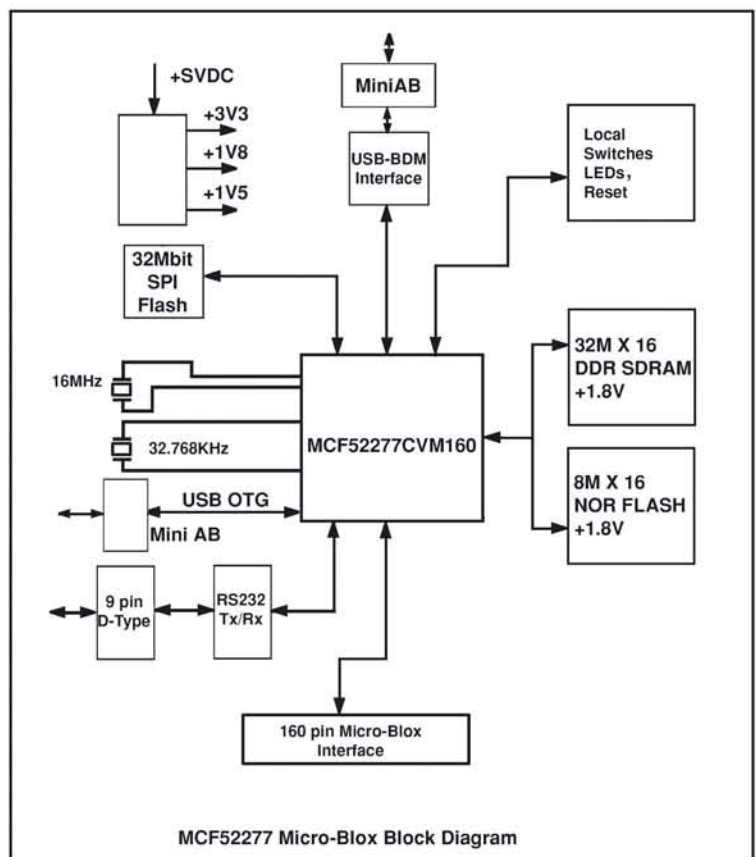 +SVDC
+3V3
+1V8
+1V5
MiniAB
USB-BDM
Interface
Local
Switches
LEDs,
Reset
32Mbit
SPI
Flash
16MHz
32.768KHz
MCF52277CVM160
32M X 16
DDR SDRAM
+1.8V
8M X 16
NOR FLASH
+1.8V
USB OTG
Mini AB
9 pin
D-Type
RS232
Tx/Rx
160 pin Micro-Blox
Interface
MCF52277 Micro-Blox Block Diagram